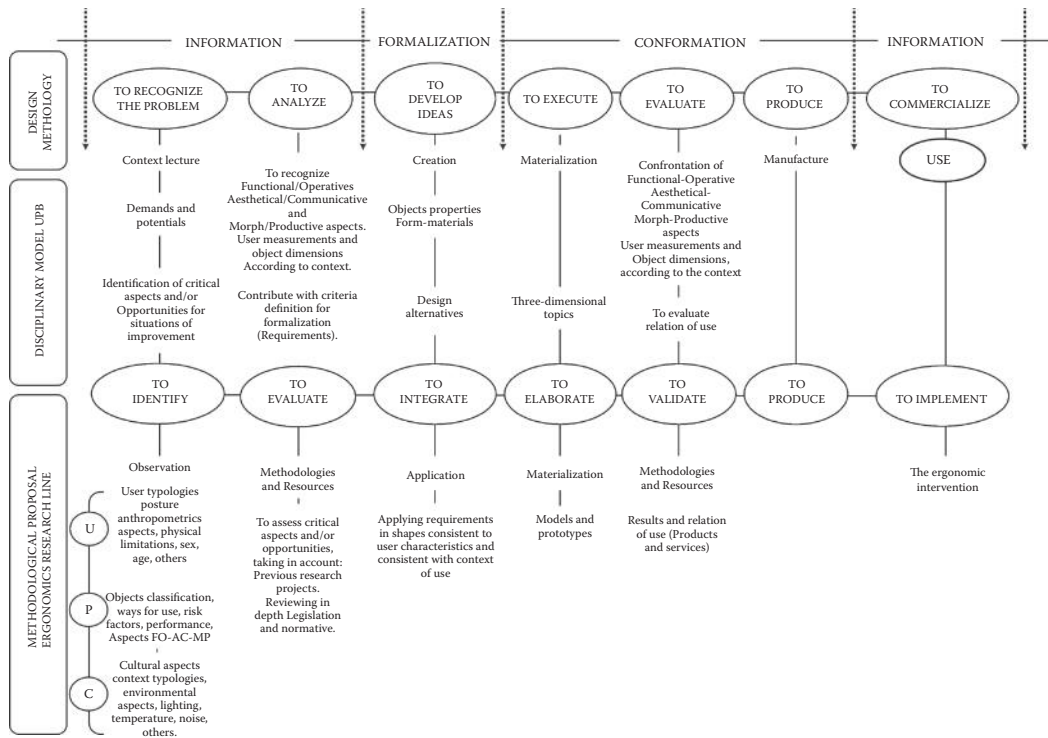 INFORMATION
FORMALIZATION
CONFORMATION
INFORMATION
DESIGN
METHODOLOGY
TO RECOGNIZE
THE PROBLEM
TO
ANALYZE
TO
DEVELOP
IDEAS
TO EXECUTE
TO
EVALUATE
TO
PRODUCE
TO
COMMERCIALIZE
USE
DISCIPLINARY MODEL UPB
Context lecture
Demands and
potentials
Identification of critical
aspects and/or
Opportunities for
situations of
improvement
To recognize
Functional/Operatives
Aesthetical/Communicative
and
Morph/Productive aspects.
User measurements and
object dimensions
According to context.
Contribute with criteria
definition for
formalization
(Requirements).
Creation
Objects properties
Form-materials
Design
alternatives
Materialization
Three-dimensional
topics
Confrontation of
Functional-Operative
Aesthetical-
Communicative
Morph-Productive
aspects
User measurements and
Object dimensions,
according to the context
To evaluate
relation of use
Manufacture
TO
IDENTIFY
TO
EVALUATE
TO
INTEGRATE
TO
ELABORATE
TO
VALIDATE
TO
PRODUCE
TO IMPLEMENT
METHODOLOGICAL PROPOSAL
ERGONOMICS RESEARCH LINE
Observation
U
User typologies
posture
anthropometrics
aspects, physical
limitations, sex,
age, others
P
Objects classification,
ways for use, risk
factors, performance,
Aspects FO-AC-MP
C
Cultural aspects
context typologies,
environmental
aspects, lighting,
temperature, noise,
others.
Methodologies
and Resources
To assess critical
aspects and/or
opportunities,
taking in account:
Previous research
projects.
Reviewing in
depth Legislation
and normative.
Application
Applying requirements
in shapes consistent to
user characteristics and
consistent with context
of use
Materialization
Models and
prototypes
Methodologies
and Resources
Results and relation
of use (Products
and services)
The ergonomic
intervention